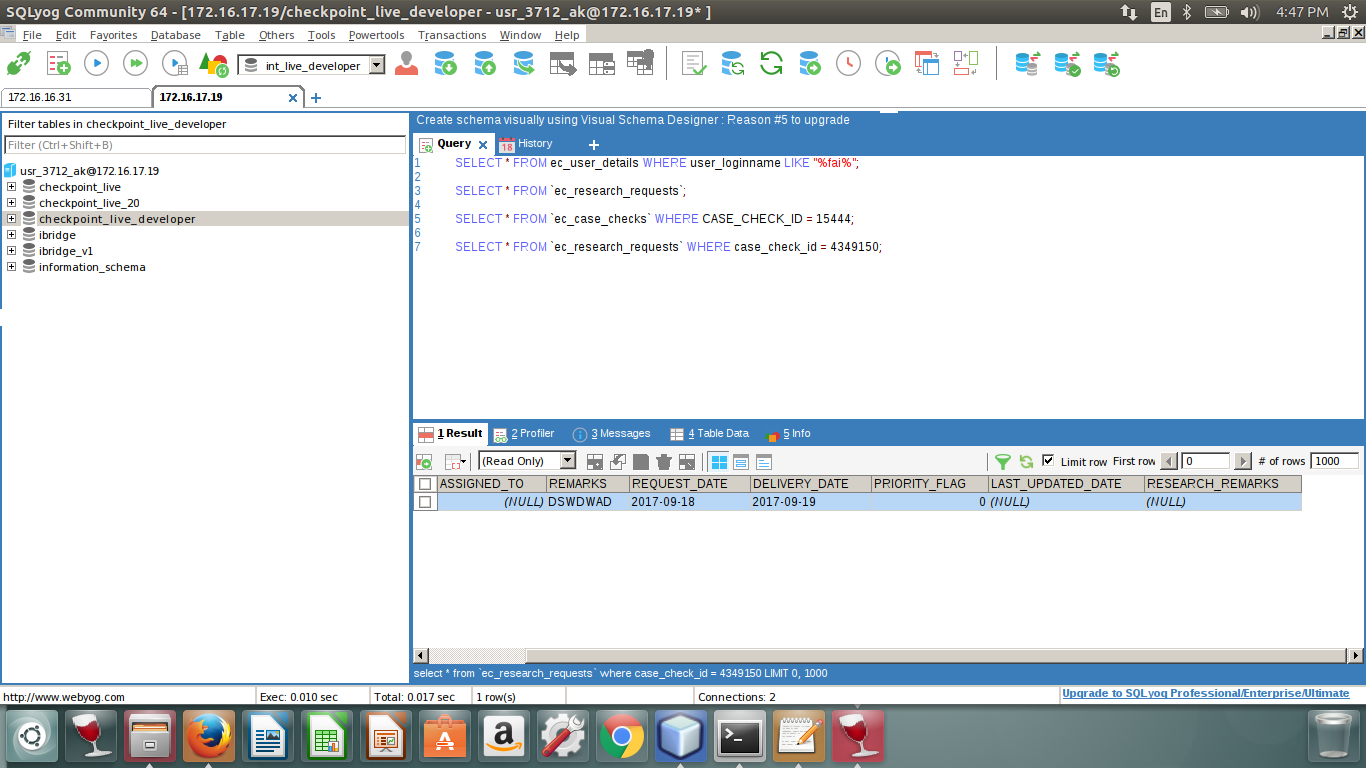 SQLyog Community 64 - [172.16.17.19/checkpoint_live_developer - usr_3712_ak@172.16.17.19* ]
En
4:47 PM
File Edit Favorites Database Table Others Tools Powertools Transactions Window Help
int_live_developer
172.16.16.31
172.16.17.19
Filter tables in checkpoint_live_developer
Filter (Ctrl+Shift+B)
usr_3712_ak@172.16.17.19
checkpoint_live
checkpoint_live_20
checkpoint_live_developer
ibridge
ibridge_v1
information_schema
Create schema visually using Visual Schema Designer : Reason #5 to upgrade
Query
18 History
1 SELECT * FROM ec_user_details WHERE user_loginname LIKE "%fai%";
2
3 SELECT * FROM `ec_research_requests`;
4
5 SELECT * FROM `ec_case_checks` WHERE CASE_CHECK_ID = 15444;
6
7 SELECT * FROM `ec_research_requests` WHERE case_check_id = 4349150;
1 Result 2 Profiler 3 Messages 4 Table Data 5 Info
(Read Only) Limit row First row 0 # of rows 1000
ASSIGNED_TO REMARKS REQUEST_DATE DELIVERY_DATE PRIORITY_FLAG LAST_UPDATED_DATE RESEARCH_REMARKS
(NULL) DSWDWAD 2017-09-18 2017-09-19 0 (NULL) (NULL)
select * from `ec_research_requests` where case_check_id = 4349150 LIMIT 0, 1000
http://www.webyog.com Exec: 0.010 sec Total: 0.017 sec 1 row(s) Connections: 2 Upgrade to SQLyog Professional/Enterprise/Ultimate